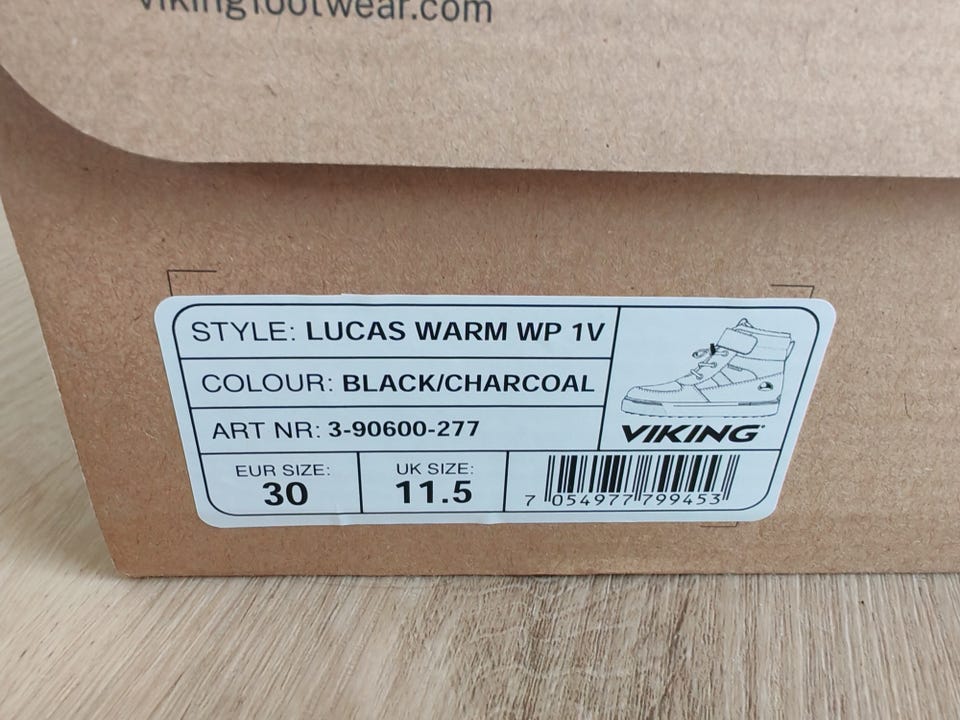 vikingfootwear.com
STYLE: LUCAS WARM WP 1V
COLOUR: BLACK/CHARCOAL
ART NR: 3-90600-277
VIKING®
EUR SIZE:
30
UK SIZE:
11.5
7 054977 799453